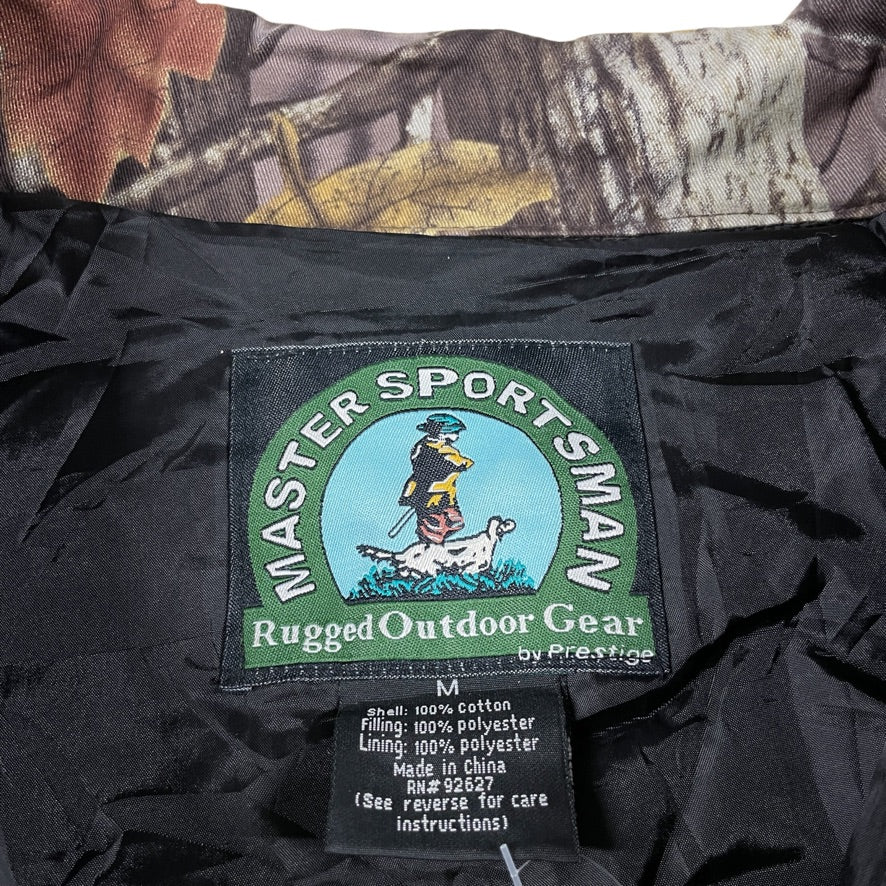 MASTER SPORTSMAN
Rugged Outdoor Gear
by Prestige
M
Shell: 100% Cotton
Filling: 100% polyester
Lining: 100% polyester
Made in China
RN# 92627
(See reverse for care
instructions)